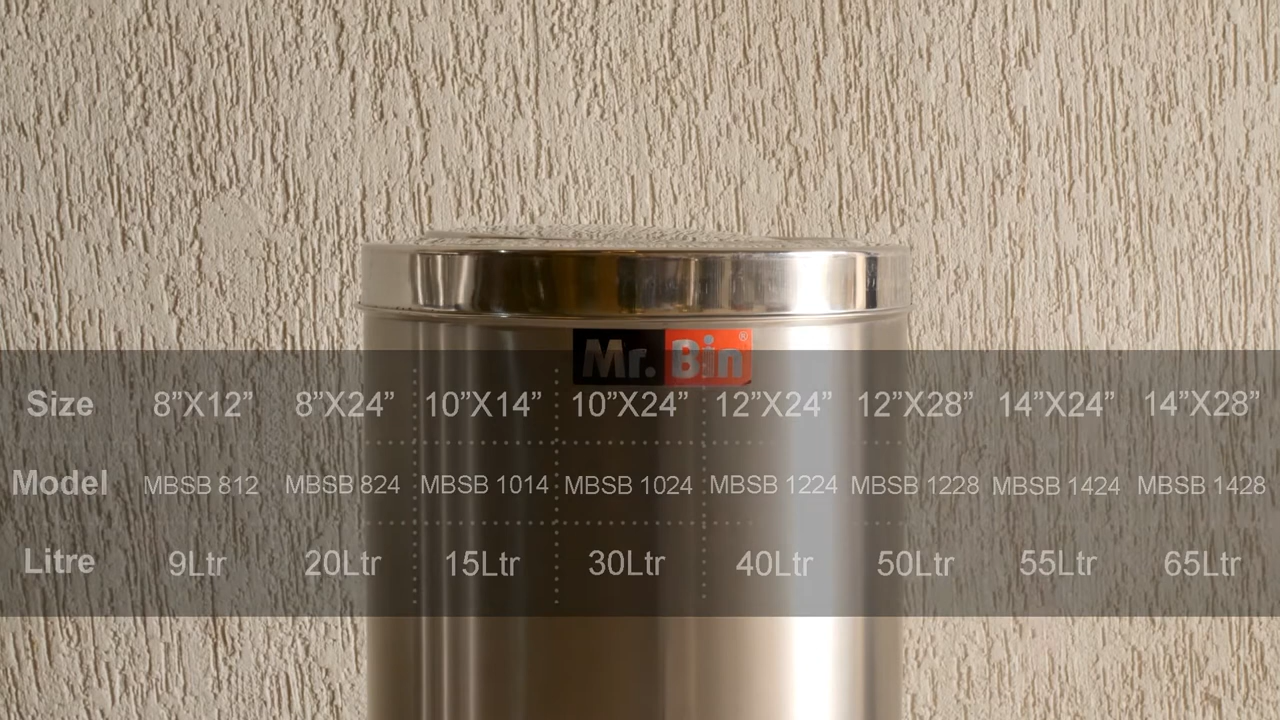 Mr. Bin®
Size 8”X12” 8”X24” 10”X14” 10”X24” 12”X24” 12”X28” 14”X24” 14”X28”
Model MBSB 812 MBSB 824 MBSB 1014 MBSB 1024 MBSB 1224 MBSB 1228 MBSB 1424 MBSB 1428
Litre 9Ltr 20Ltr 15Ltr 30Ltr 40Ltr 50Ltr 55Ltr 65Ltr